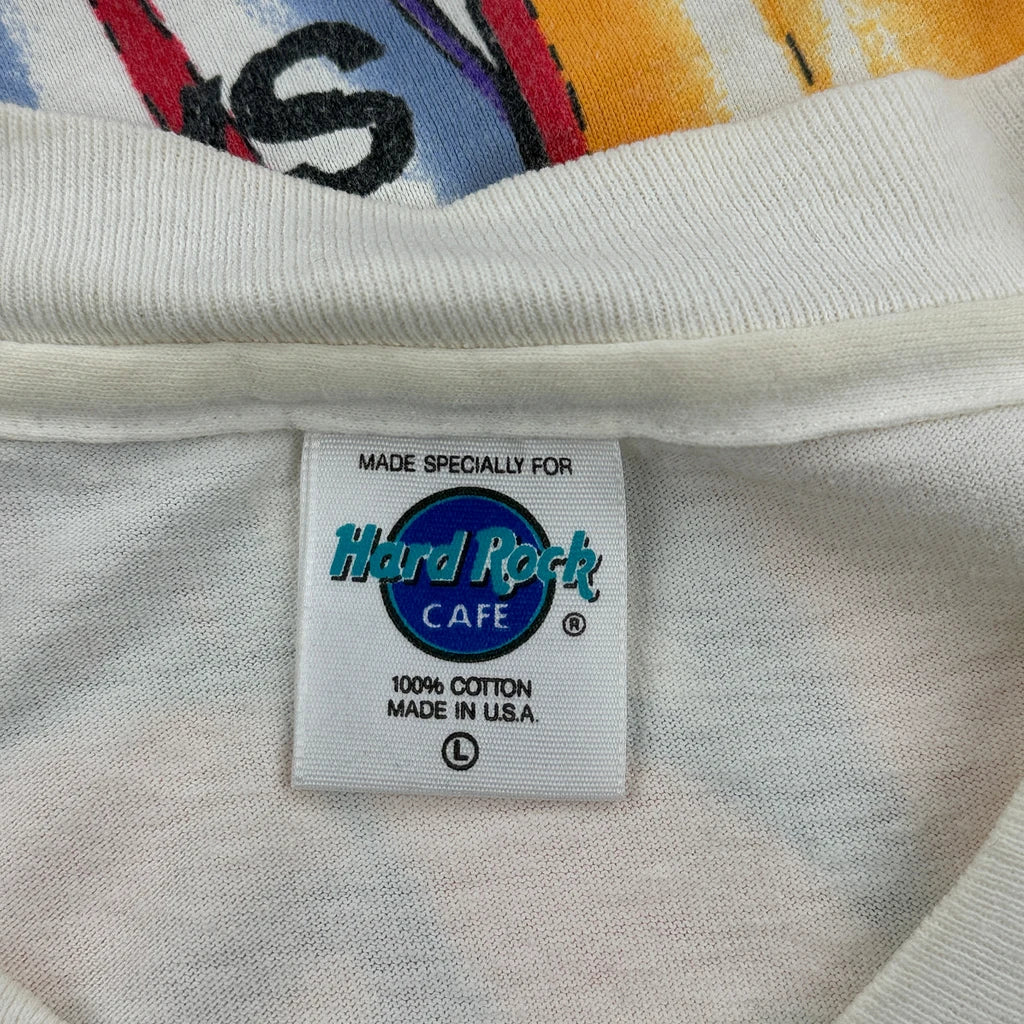 S
MADE SPECIALLY FOR
Hard Rock
CAFE
®
100% COTTON
MADE IN U.S.A.
L